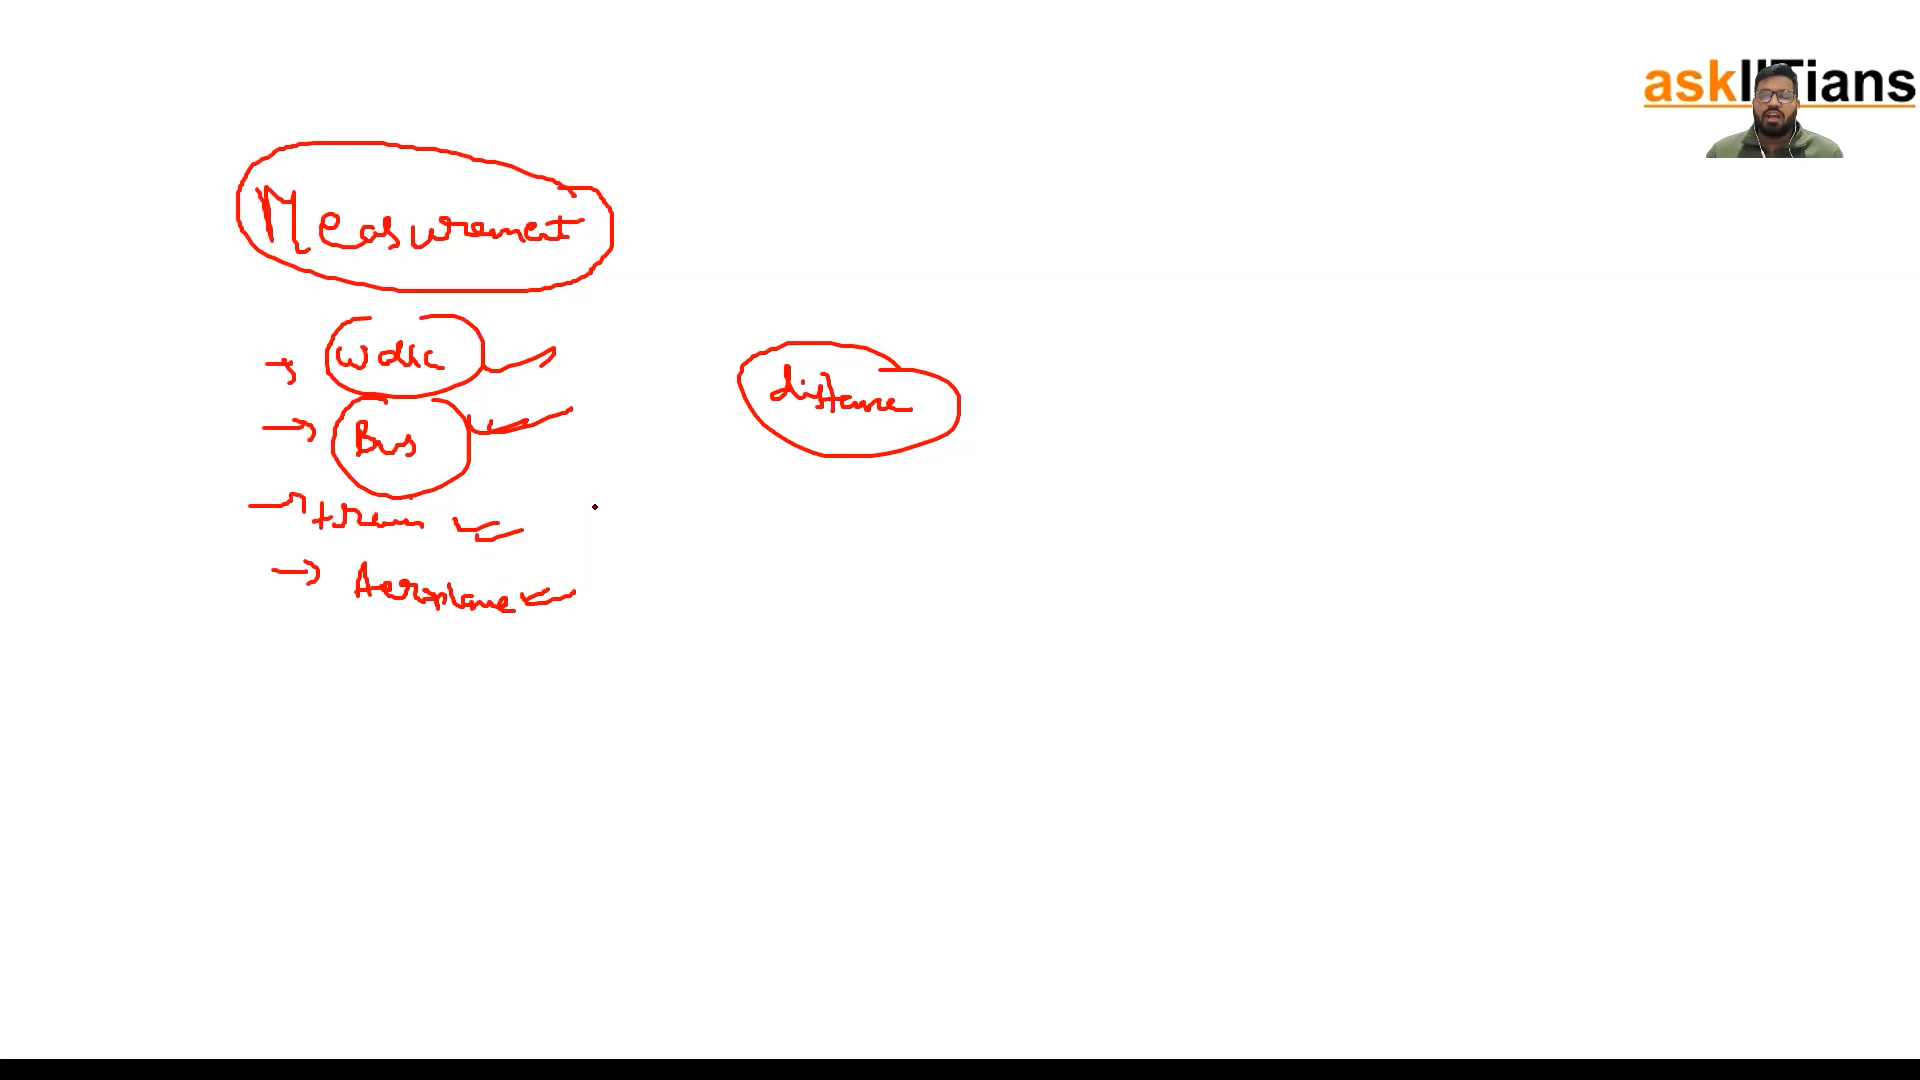 askIITians
Measurement
→ Walk
→ Bus
→ train
→ Aeroplane
distance